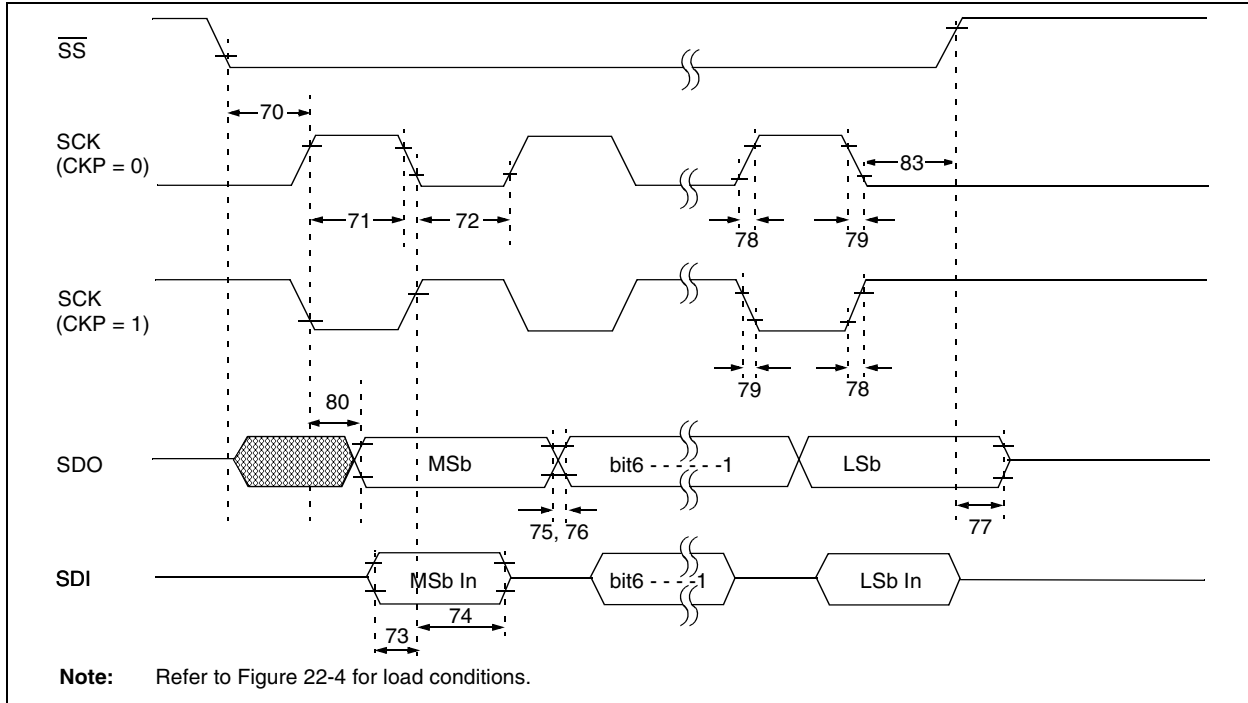 SS
70
SCK
(CKP = 0)
83
71
72
78
79
SCK
(CKP = 1)
79
78
80
SDO
MSb
bit6 - - - - - -1
LSb
75, 76
77
SDI
MSb In
bit6 - - - -1
LSb In
74
73
Note: Refer to Figure 22-4 for load conditions.